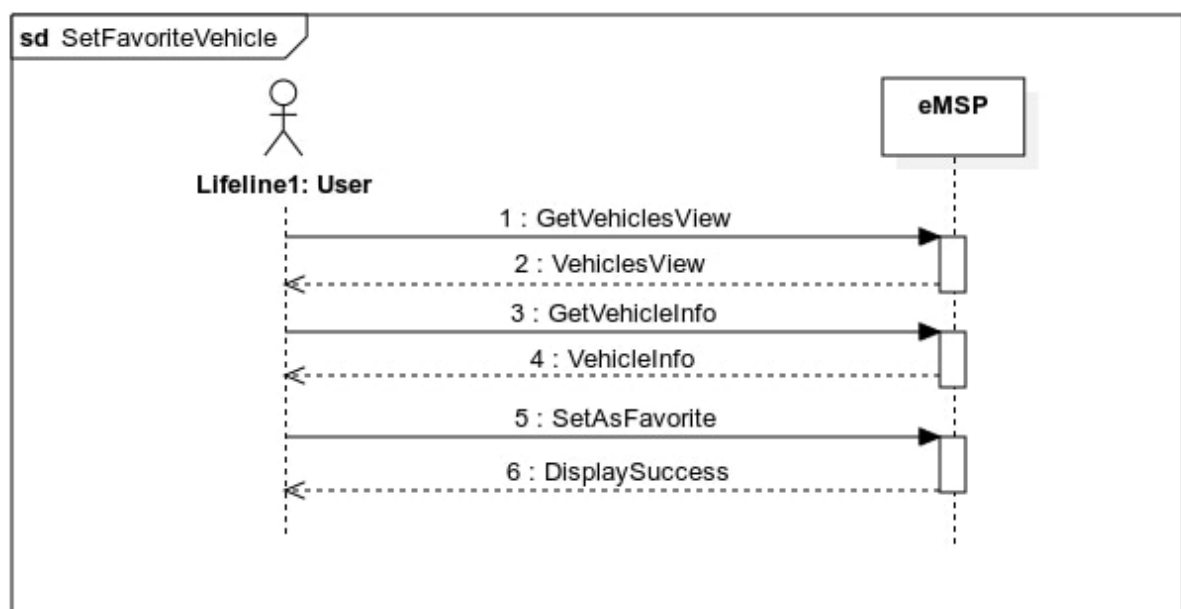 sd SetFavoriteVehicle
eMSP
Lifeline1: User
1 : GetVehiclesView
2 : VehiclesView
3 : GetVehicleInfo
4 : VehicleInfo
5 : SetAsFavorite
6 : DisplaySuccess